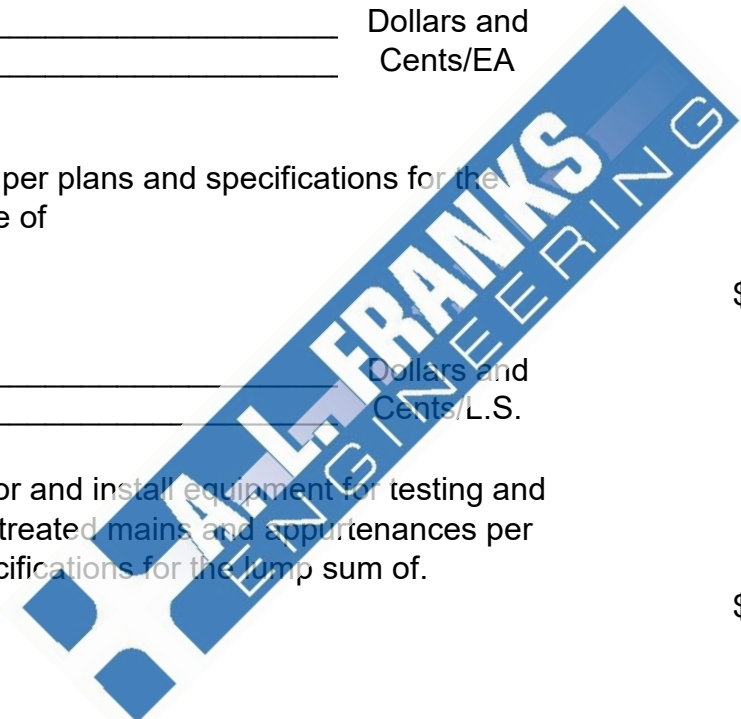 Dollars and
Cents/EA
per plans and specifications for the
e of
$
Dollars and
Cents/L.S.
or and install equipment for testing and
treated mains and appurtenances per
cifications for the lump sum of.
$
A. L. FRANKS
ENGINEERING